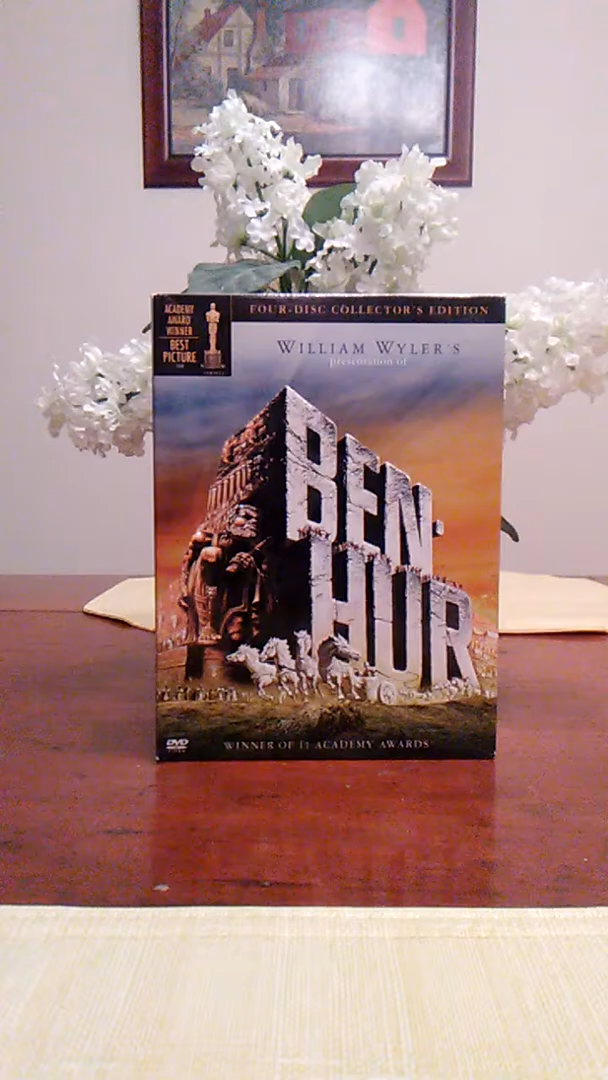 ACADEMY
AWARD
WINNER
BEST
PICTURE
FOUR-DISC COLLECTOR'S EDITION
WILLIAM WYLER'S
presentation of
BEN-
HUR
DVD
WINNER OF 11 ACADEMY AWARDS